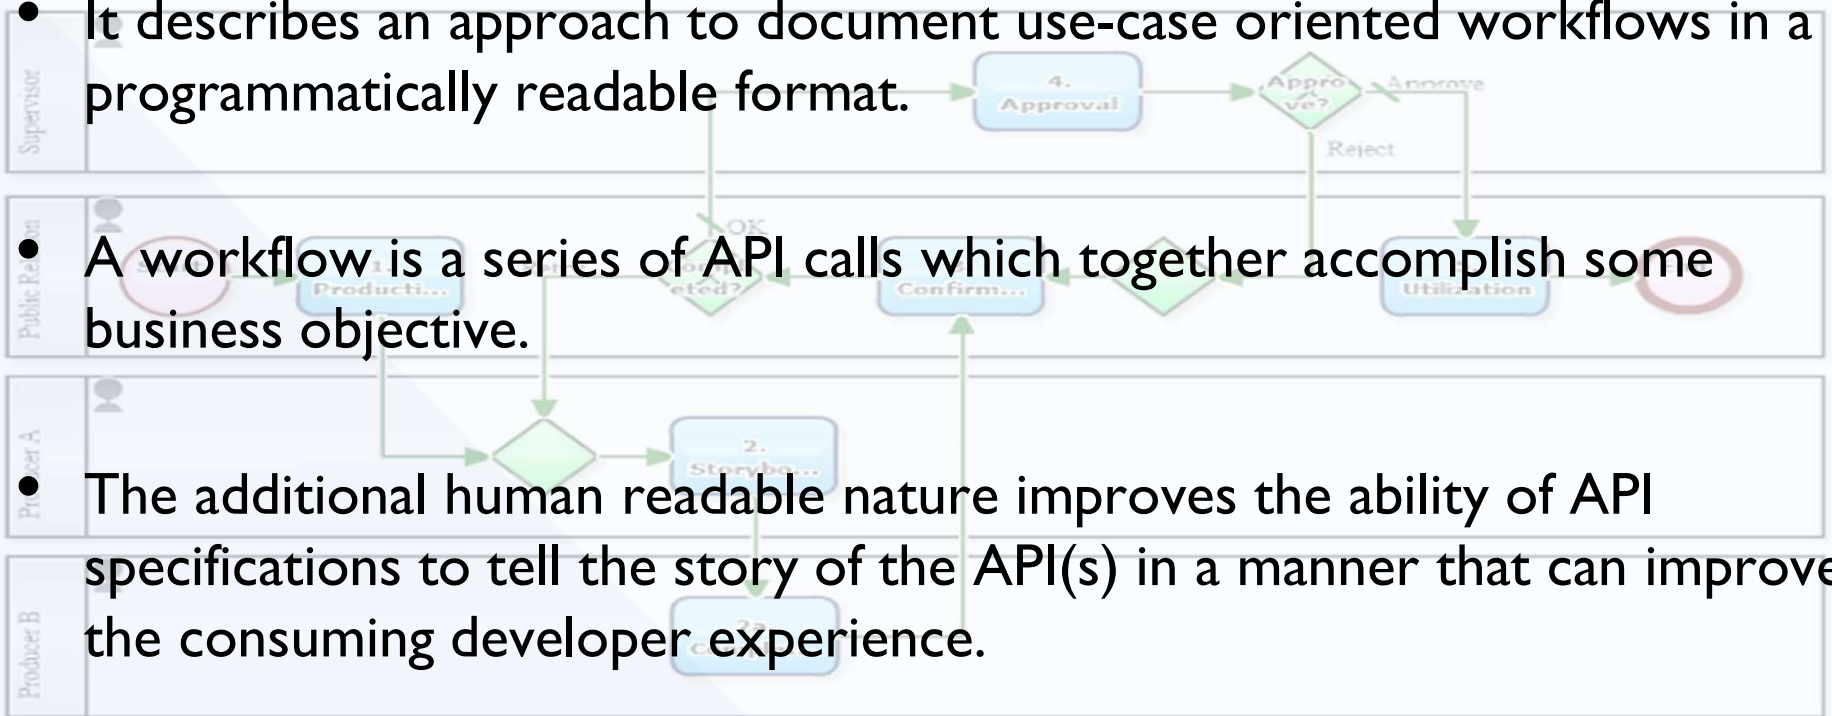 • It describes an approach to document use-case oriented workflows in a
programmatically readable format.
4.
Approval
Appro
ve?
Approve
Reject
Supervisor
• A workflow is a series of API calls which together accomplish some
business objective.
OK
1.
Producti...
eted?
Confirm...
Utilization
• The additional human readable nature improves the ability of API
specifications to tell the story of the API(s) in a manner that can improve
the consuming developer experience.
Producer A
2.
Storybo...
Producer B
2a.